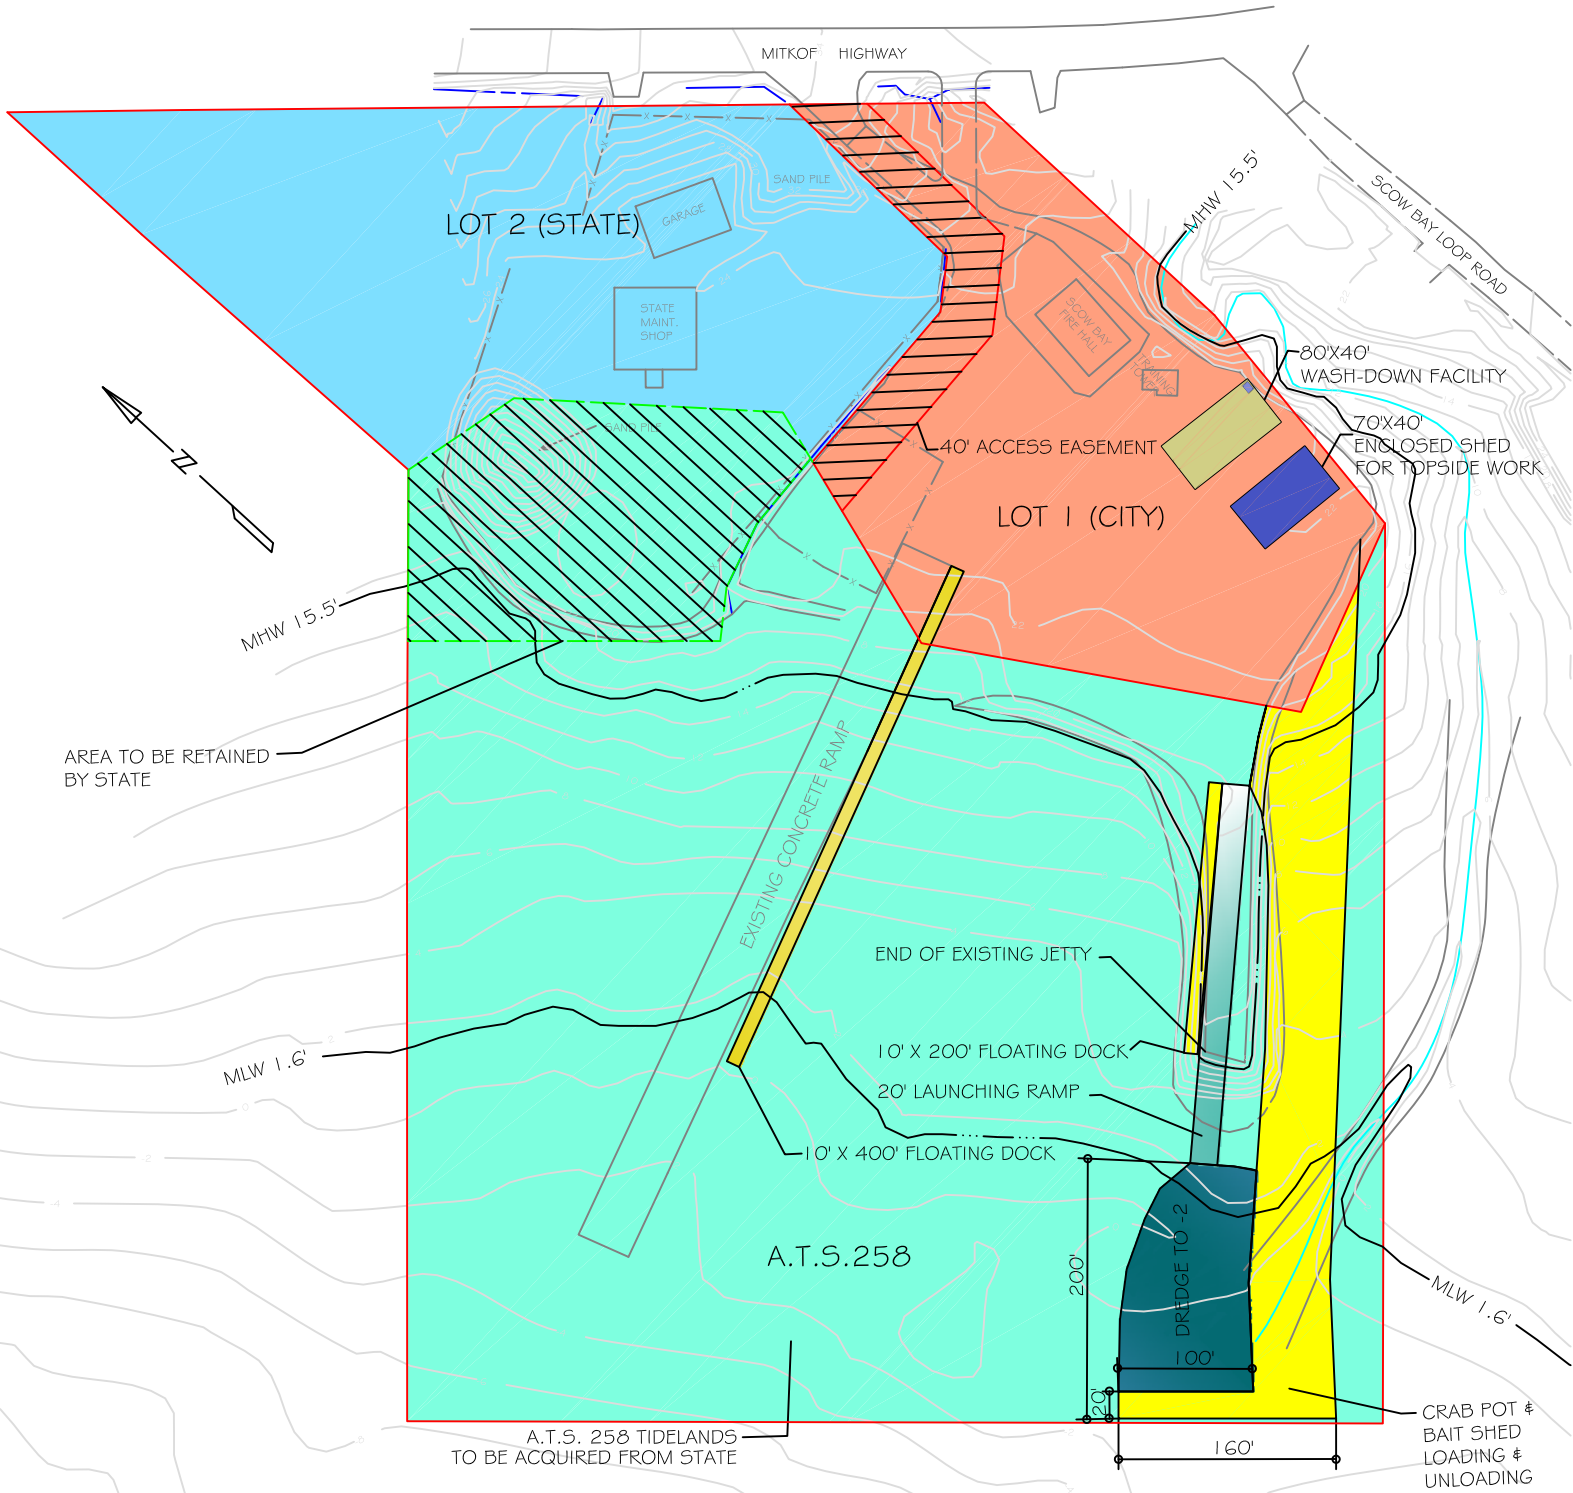 MITKOF HIGHWAY
SCOW BAY LOOP ROAD
MHW 15.5'
SAND PILE
GARAGE
LOT 2 (STATE)
STATE
MAINT.
SHOP
SCOW BAY
FIRE HALL
TRAINING
TOWER
80'X40'
WASH-DOWN FACILITY
70'X40'
ENCLOSED SHED
FOR TOPSIDE WORK
SAND PILE
40' ACCESS EASEMENT
LOT 1 (CITY)
N
MHW 15.5'
AREA TO BE RETAINED
BY STATE
EXISTING CONCRETE RAMP
END OF EXISTING JETTY
10' X 200' FLOATING DOCK
20' LAUNCHING RAMP
MLW 1.6'
10' X 400' FLOATING DOCK
A.T.S.258
200'
DREDGE TO -2
100'
20'
160'
MLW 1.6'
A.T.S. 258 TIDELANDS
TO BE ACQUIRED FROM STATE
CRAB POT &
BAIT SHED
LOADING &
UNLOADING